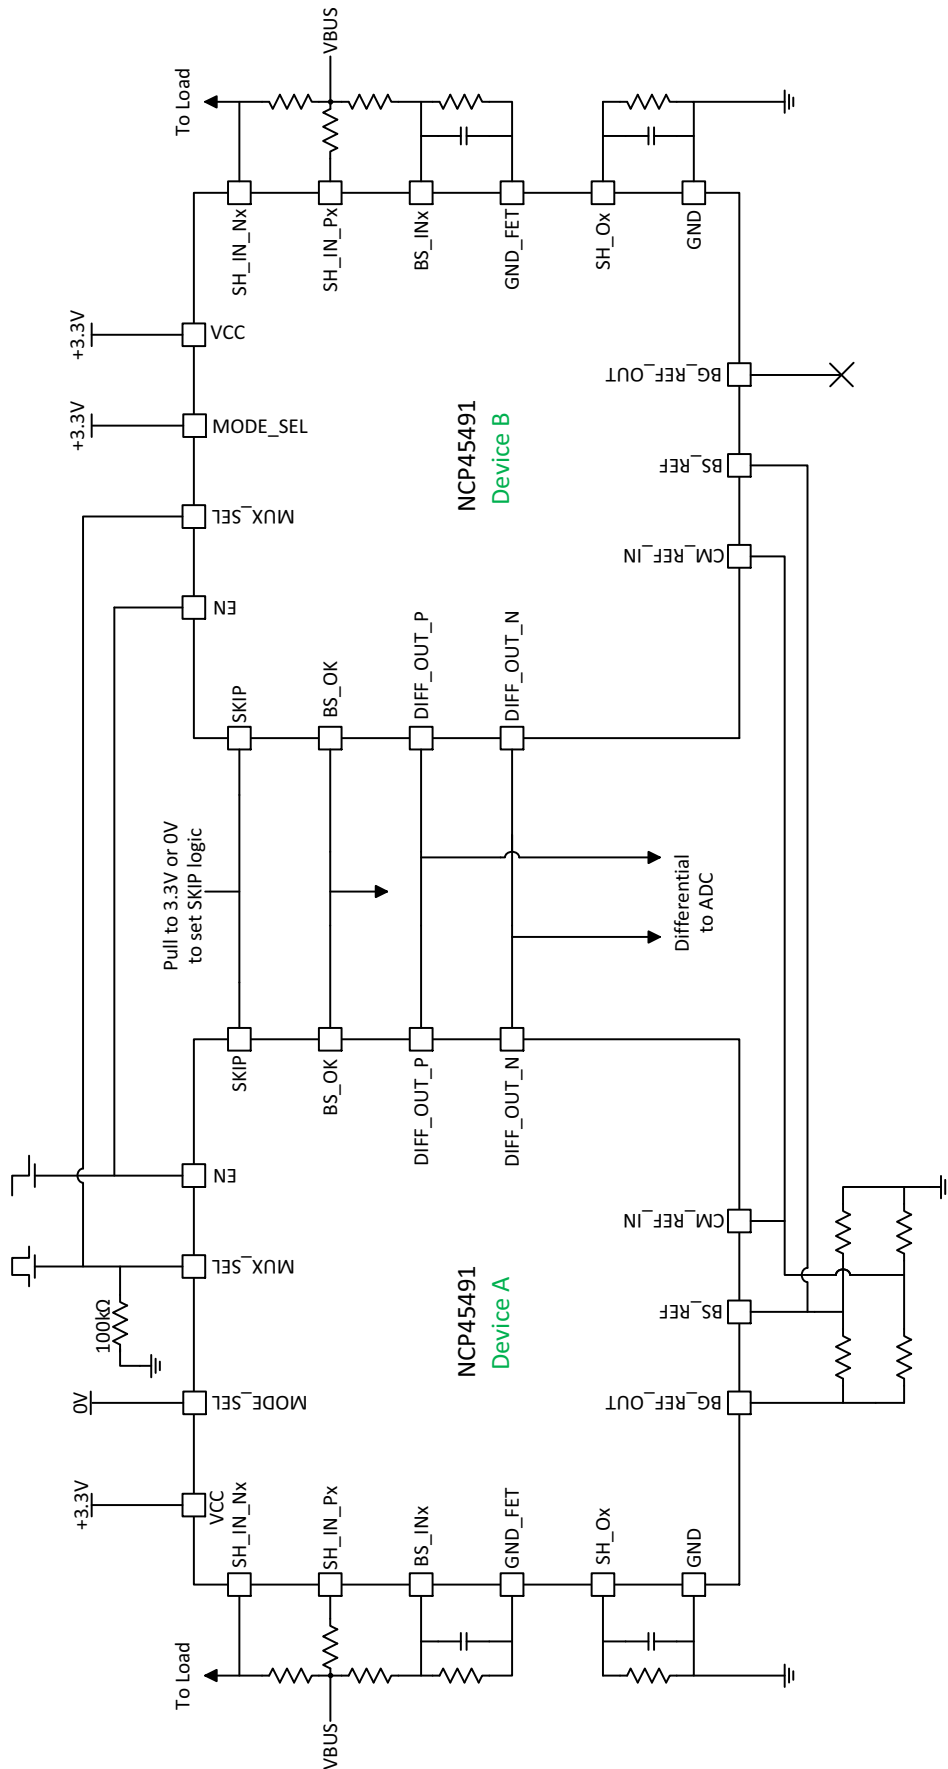 VBUS
To Load
SH_IN_Nx
SH_IN_Px
BS_INx
GND_FET
SH_Ox
GND
+3.3V
VCC
+3.3V
MODE_SEL
MUX_SEL
EN
BG_REF_OUT
BS_REF
CM_REF_IN
NCP45491
Device B
SKIP
BS_OK
DIFF_OUT_P
DIFF_OUT_N
Pull to 3.3V or 0V
to set SKIP logic
Differential
to ADC
SKIP
BS_OK
DIFF_OUT_P
DIFF_OUT_N
EN
MUX_SEL
100kΩ
0V
MODE_SEL
+3.3V
VCC
CM_REF_IN
BS_REF
BG_REF_OUT
NCP45491
Device A
SH_IN_Nx
SH_IN_Px
BS_INx
GND_FET
SH_Ox
GND
To Load
VBUS